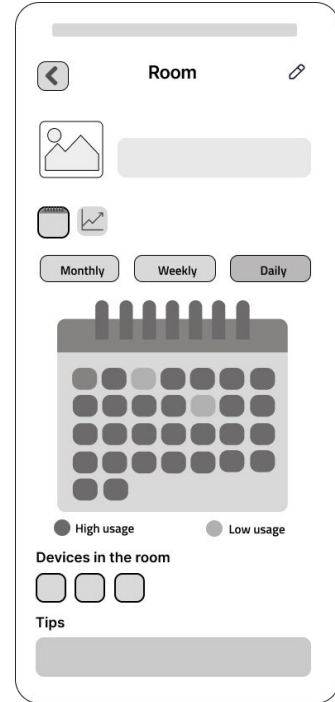 Room
Monthly Weekly Daily
High usage Low usage
Devices in the room
Tips